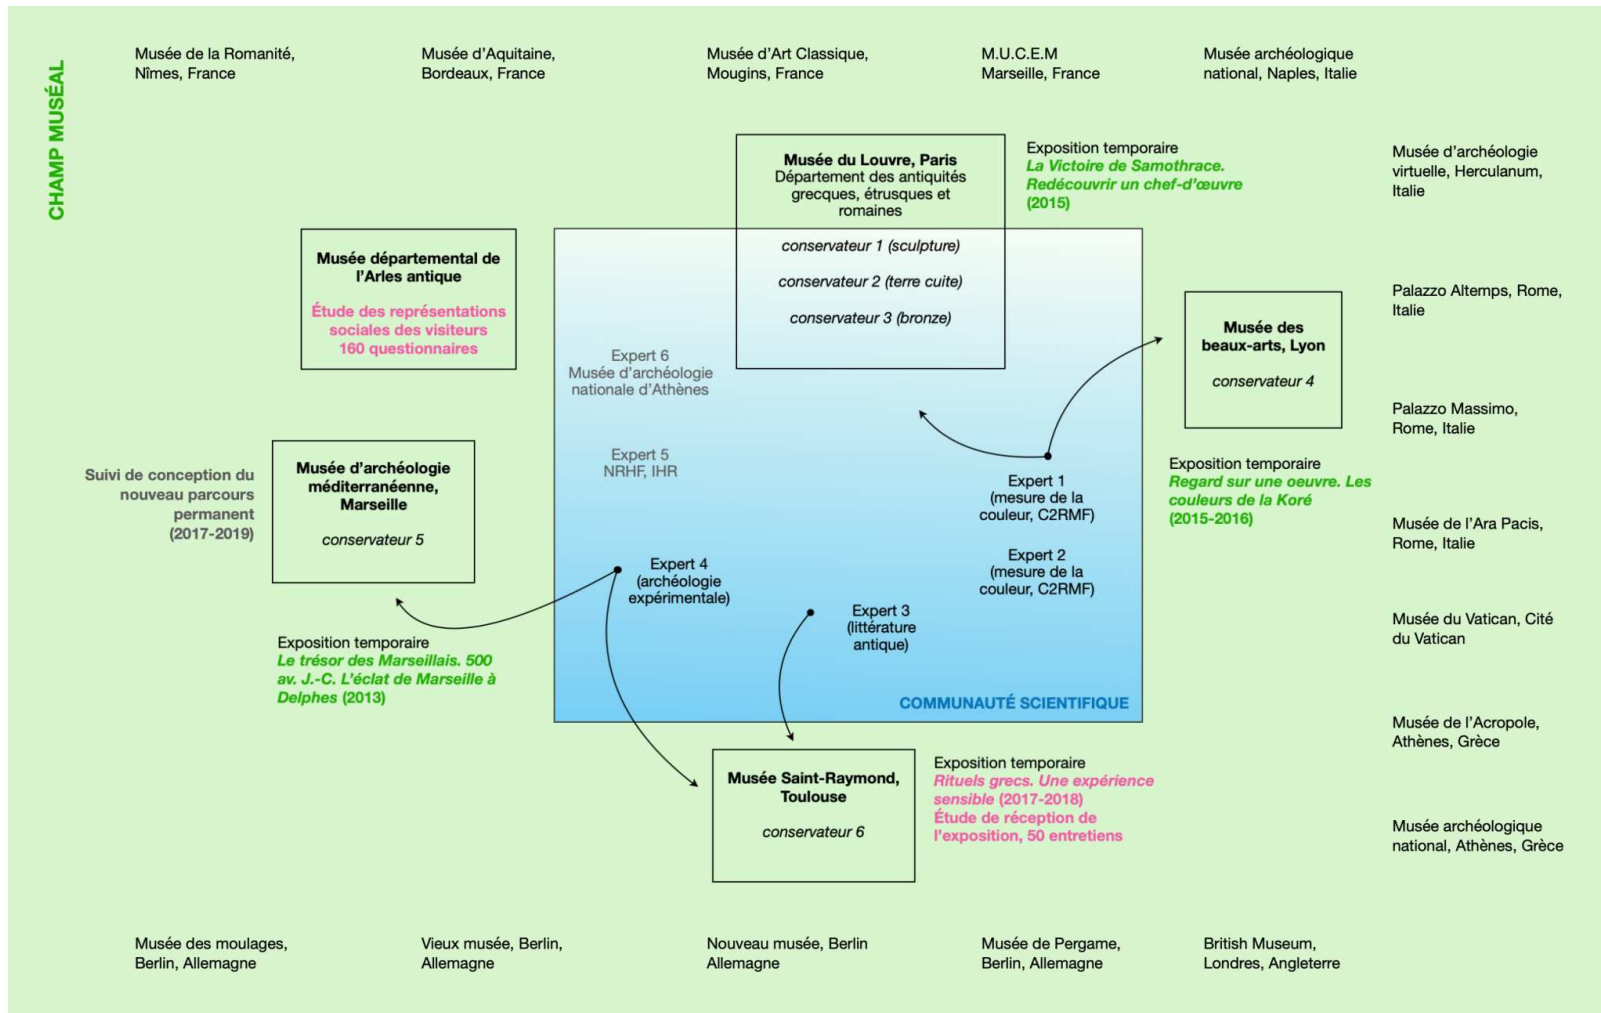 CHAMP MUSÉAL
Musée de la Romanité,
Nîmes, France
Musée d’Aquitaine,
Bordeaux, France
Musée d’Art Classique,
Mougins, France
M.U.C.E.M
Marseille, France
Musée archéologique
national, Naples, Italie
Musée du Louvre, Paris
Département des antiquités
grecques, étrusques et
romaines
conservateur 1 (sculpture)
conservateur 2 (terre cuite)
conservateur 3 (bronze)
Exposition temporaire
La Victoire de Samothrace.
Redécouvrir un chef-d’œuvre
(2015)
Musée d’archéologie
virtuelle, Herculanum,
Italie
Musée départemental de
l’Arles antique
Étude des représentations
sociales des visiteurs
160 questionnaires
Expert 6
Musée d’archéologie
nationale d’Athènes
Palazzo Altemps, Rome,
Italie
Musée des
beaux-arts, Lyon
conservateur 4
Palazzo Massimo,
Rome, Italie
Suivi de conception du
nouveau parcours
permanent
(2017-2019)
Musée d’archéologie
méditerranéenne,
Marseille
conservateur 5
Expert 5
NRHF, IHR
Expert 1
(mesure de la
couleur, C2RMF)
Exposition temporaire
Regard sur une oeuvre. Les
couleurs de la Koré
(2015-2016)
Musée de l’Ara Pacis,
Rome, Italie
Expert 4
(archéologie
expérimentale)
Expert 2
(mesure de la
couleur, C2RMF)
Expert 3
(littérature
antique)
Musée du Vatican, Cité
du Vatican
Exposition temporaire
Le trésor des Marseillais. 500
av. J.-C. L’éclat de Marseille à
Delphes (2013)
COMMUNAUTÉ SCIENTIFIQUE
Musée de l’Acropole,
Athènes, Grèce
Musée Saint-Raymond,
Toulouse
conservateur 6
Exposition temporaire
Rituels grecs. Une expérience
sensible (2017-2018)
Étude de réception de
l’exposition, 50 entretiens
Musée archéologique
national, Athènes, Grèce
Musée des moulages,
Berlin, Allemagne
Vieux musée, Berlin,
Allemagne
Nouveau musée, Berlin
Allemagne
Musée de Pergame,
Berlin, Allemagne
British Museum,
Londres, Angleterre